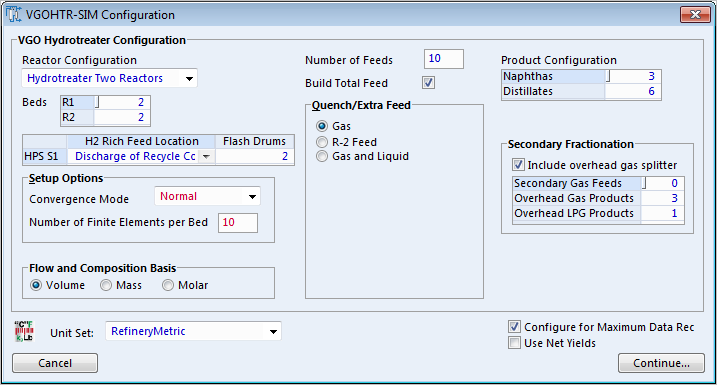 VGOHTR-SIM Configuration
VGO Hydrotreater Configuration
Reactor Configuration
Hydrotreater Two Reactors
Beds
R1 2
R2 2
H2 Rich Feed Location Flash Drums
HPS S1 Discharge of Recycle Cc 2
Setup Options
Convergence Mode Normal
Number of Finite Elements per Bed 10
Flow and Composition Basis
Volume Mass Molar
Number of Feeds 10
Build Total Feed
Quench/Extra Feed
Gas
R-2 Feed
Gas and Liquid
Product Configuration
Naphthas 3
Distillates 6
Secondary Fractionation
Include overhead gas splitter
Secondary Gas Feeds 0
Overhead Gas Products 3
Overhead LPG Products 1
Unit Set: RefineryMetric
Configure for Maximum Data Rec
Use Net Yields
Cancel
Continue...